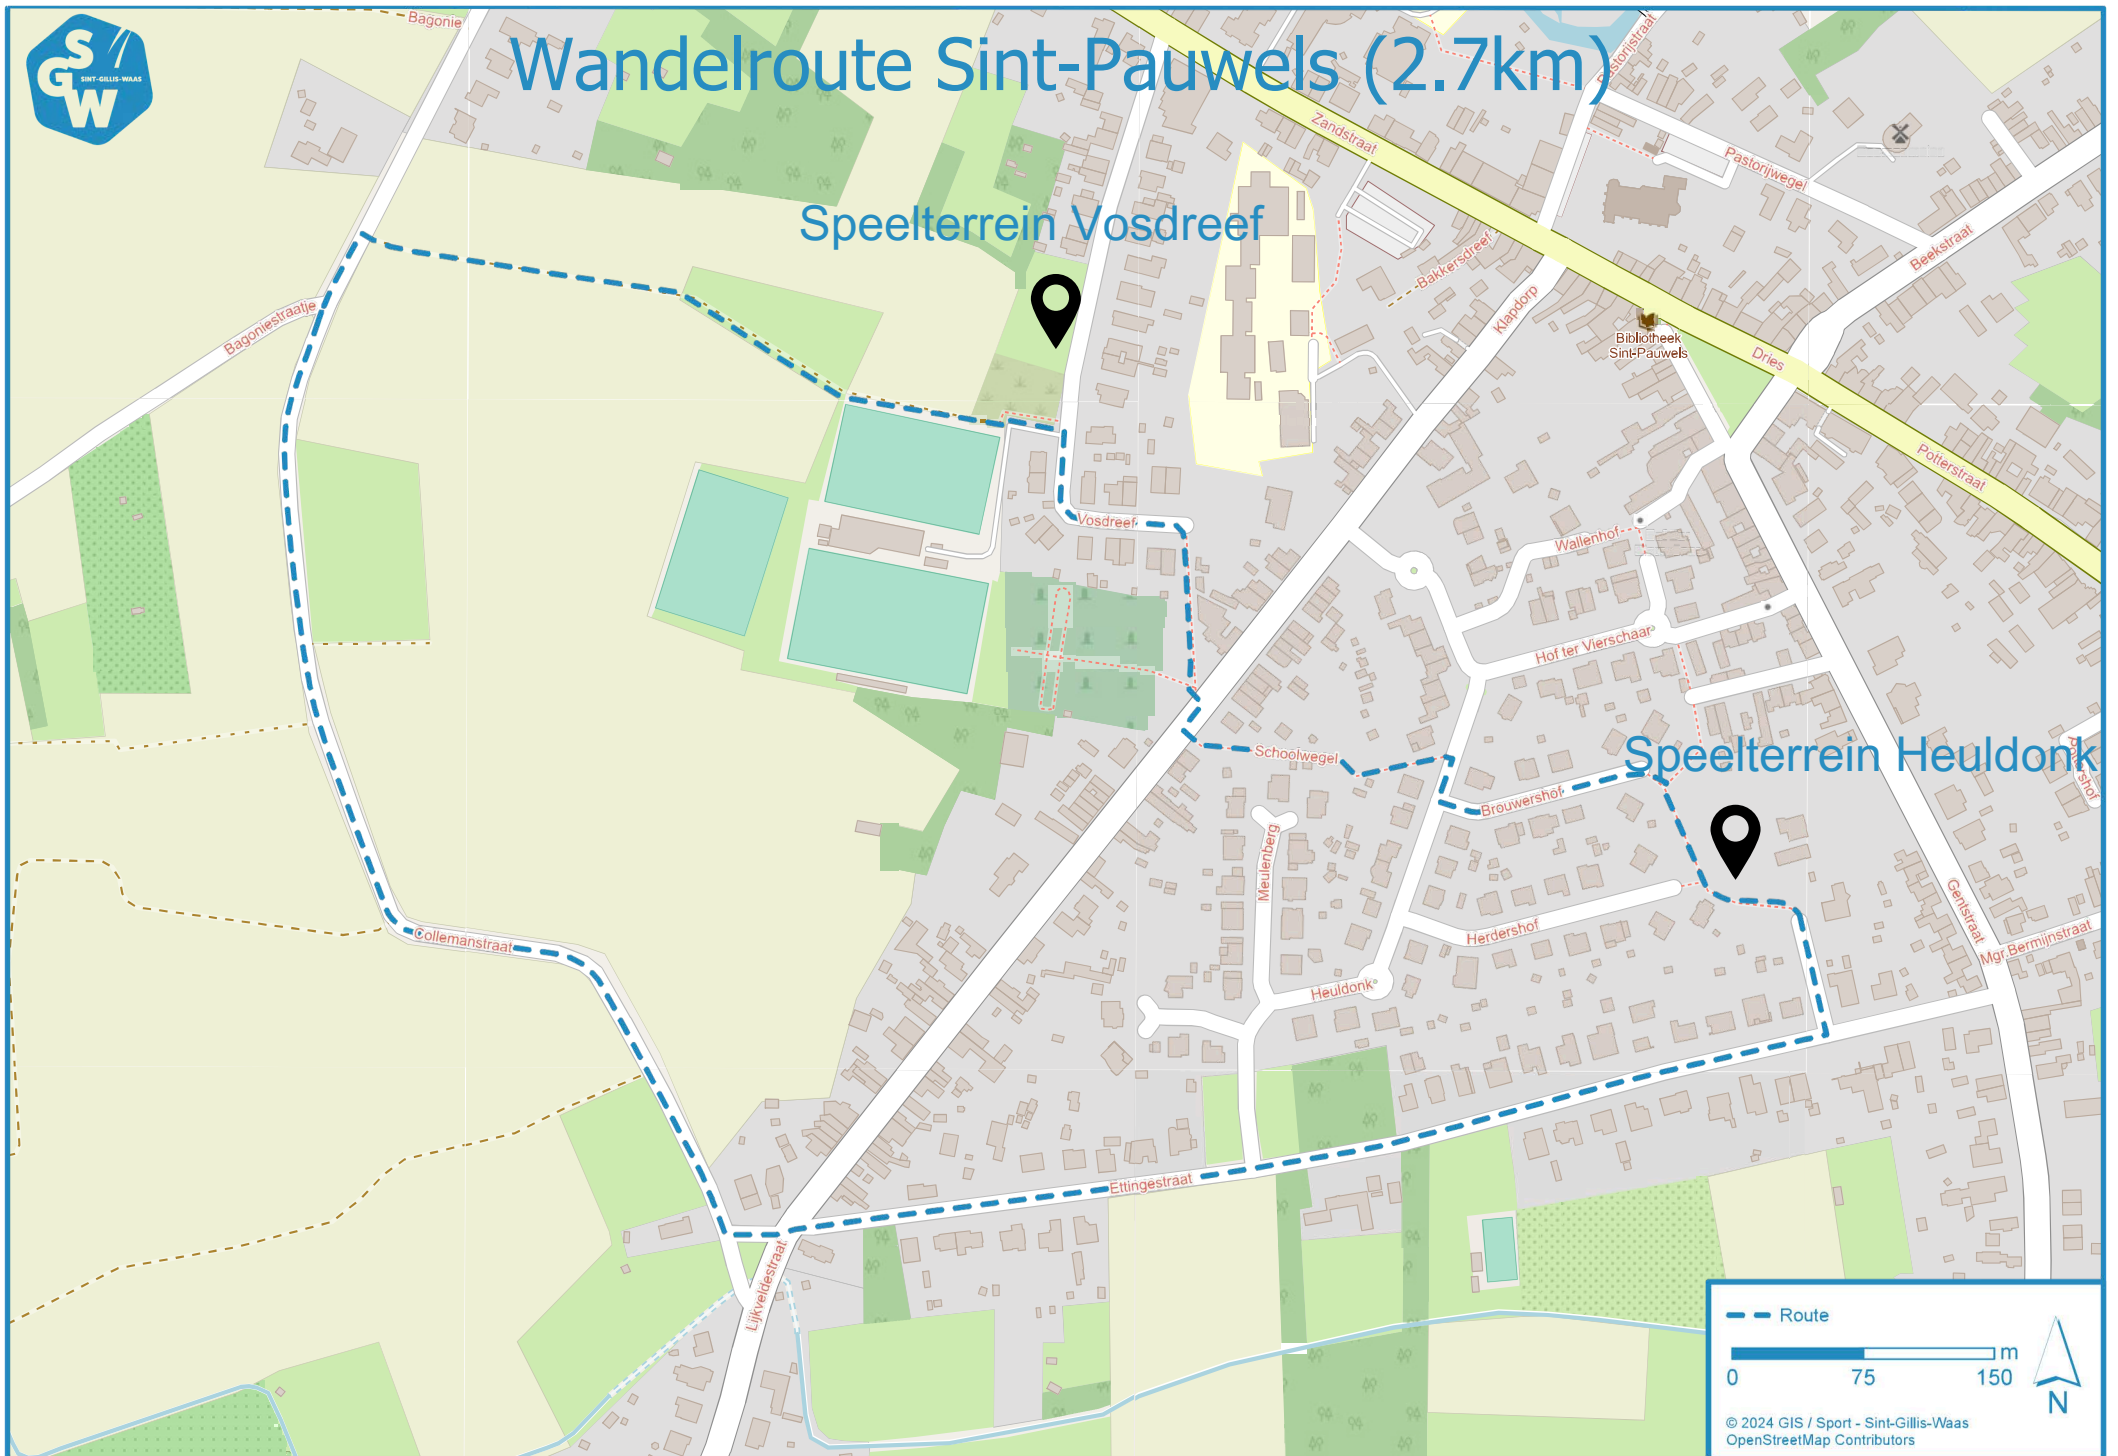 SGW
SINT-GILLIS-WAAS
Wandelroute Sint-Pauwels (2.7km)
Bagonie
Pastorijstraat
Zandstraat
Pastorijwegel
Speelterrein Vosdreef
Bakkersdreef
Beekstraat
Bagoniestraatje
Klapdorp
Bibliotheek
Sint-Pauwels
Dries
Potterstraat
Vosdreef
Wallenhof
Hof ter Vierschaar
Schoolwegel
Speelterrein Heuldonk
Brouwershof
Meulenberg
Gentstraat
Collemanstraat
Herdershof
Mgr.Bermijnstraat
Heuldonk
Ettingestraat
Lijkveldestraat
Route
m
0 75 150
N
© 2024 GIS / Sport - Sint-Gillis-Waas
OpenStreetMap Contributors